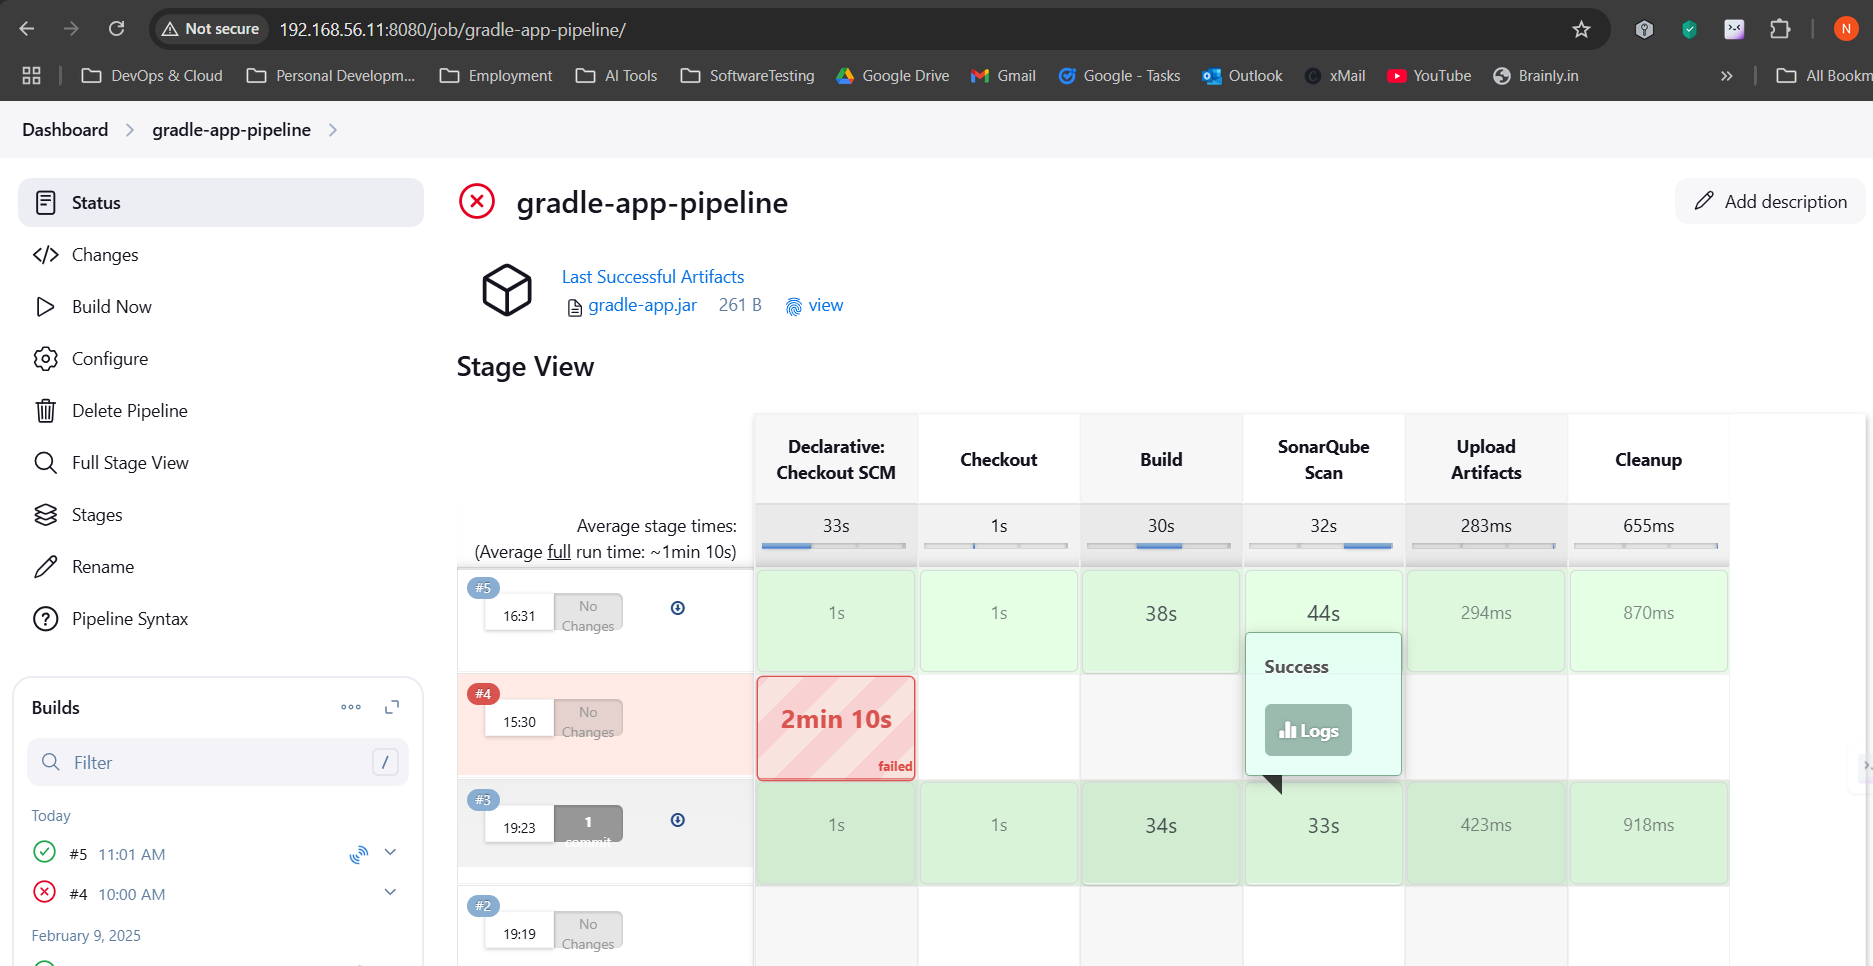 Not secure
192.168.56.11:8080/job/gradle-app-pipeline/
N
DevOps & Cloud
Personal Developm...
Employment
AI Tools
SoftwareTesting
Google Drive
Gmail
Google - Tasks
Outlook
xMail
YouTube
Brainly.in
»
All Bookm
Dashboard
gradle-app-pipeline
Status
Changes
Build Now
Configure
Delete Pipeline
Full Stage View
Stages
Rename
Pipeline Syntax
Builds
Filter
/
Today
#5 11:01 AM
#4 10:00 AM
February 9, 2025
gradle-app-pipeline
Add description
Last Successful Artifacts
gradle-app.jar 261 B view
Stage View
Declarative:
Checkout SCM
Checkout
Build
SonarQube
Scan
Upload
Artifacts
Cleanup
Average stage times:
(Average full run time: ~1min 10s)
33s
1s
30s
32s
283ms
655ms
#5
16:31
No
Changes
1s
1s
38s
44s
294ms
870ms
Success
Logs
#4
15:30
No
Changes
2min 10s
failed
#3
19:23
1
commit
1s
1s
34s
33s
423ms
918ms
#2
19:19
No
Changes